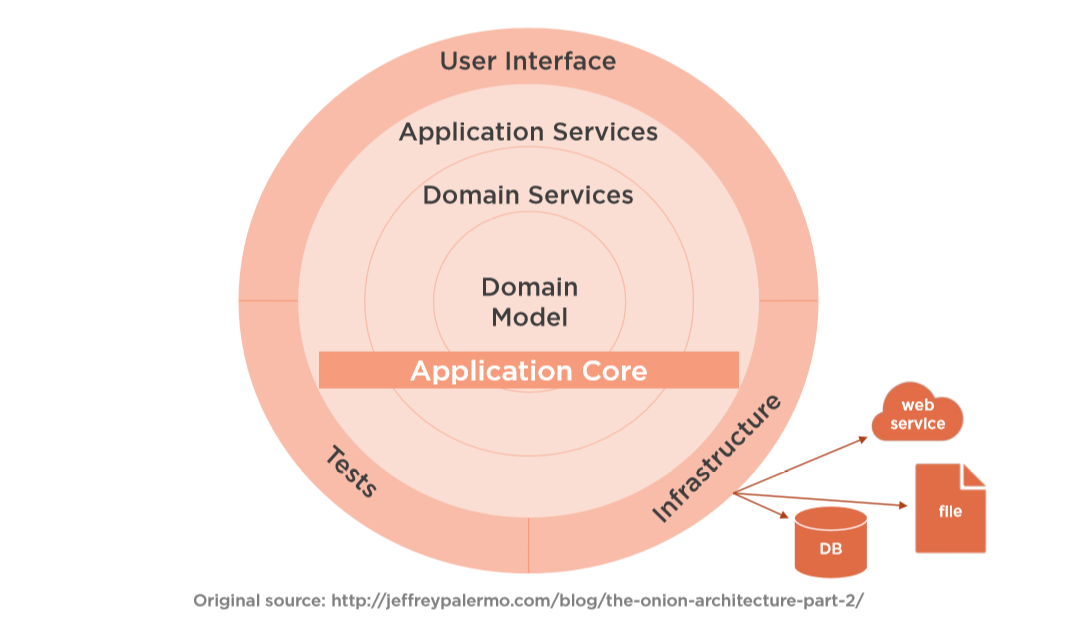 User Interface
Application Services
Domain Services
Domain
Model
Application Core
Tests
Infrastructure
web
service
file
DB
Original source: http://jeffreypalermo.com/blog/the-onion-architecture-part-2/